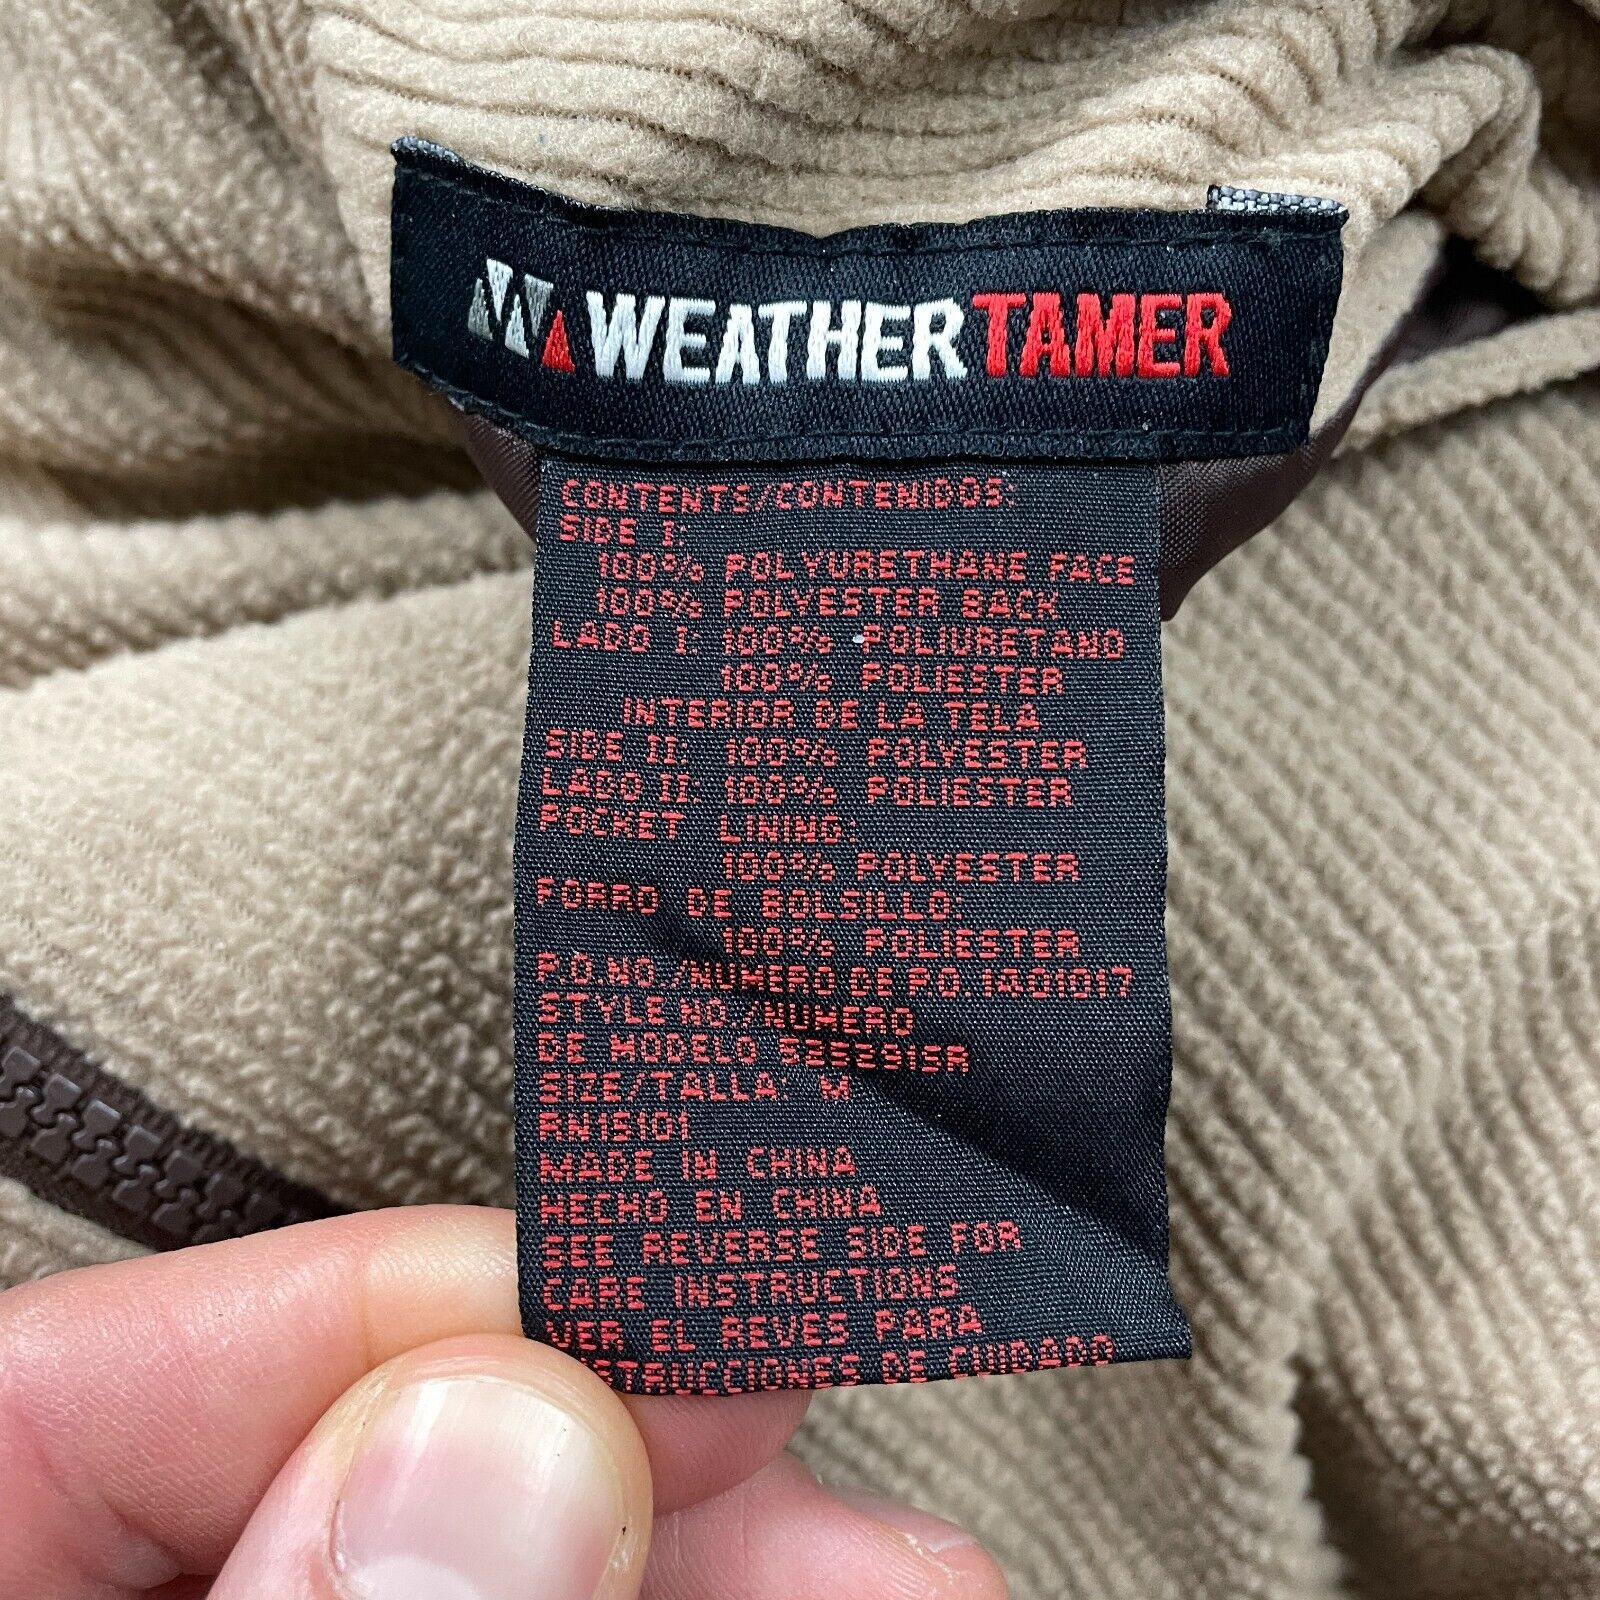 WEATHERTAMER
CONTENTS/CONTENIDOS:
SIDE I:
100% POLYURETHANE FACE
100% POLYESTER BACK
LADO I: 100% POLIURETANO
100% POLIESTER
INTERIOR DE LA TELA
SIDE II: 100% POLYESTER
LADO II: 100% POLIESTER
POCKET LINING:
100% POLYESTER
FORRO DE BOLSILLO:
100% POLIESTER
P.O.NO./NUMERO DE P.O.
STYLE NO./NUMERO
DE MODELO
SIZE/TALLA: M
RN15101
MADE IN CHINA
HECHO EN CHINA
SEE REVERSE SIDE FOR
CARE INSTRUCTIONS
VER EL REVES PARA
DE CUIDADO